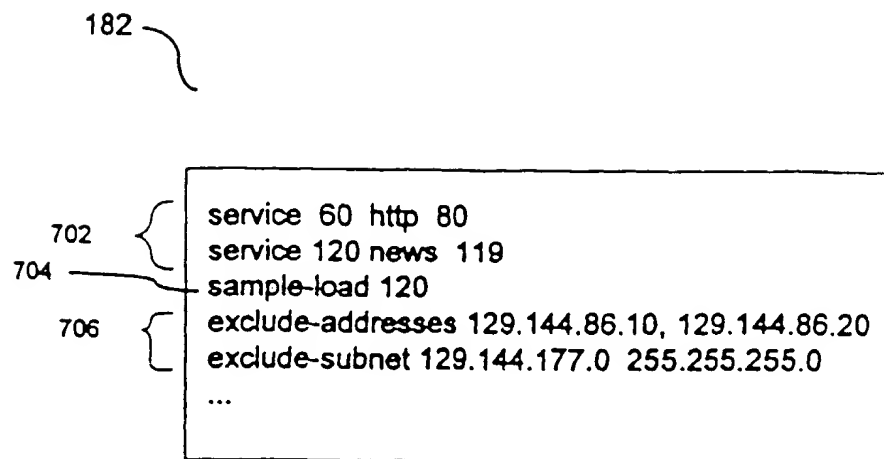 182
702
service 60 http 80
service 120 news 119
704
sample-load 120
706
exclude-addresses 129.144.86.10, 129.144.86.20
exclude-subnet 129.144.177.0 255.255.255.0
...